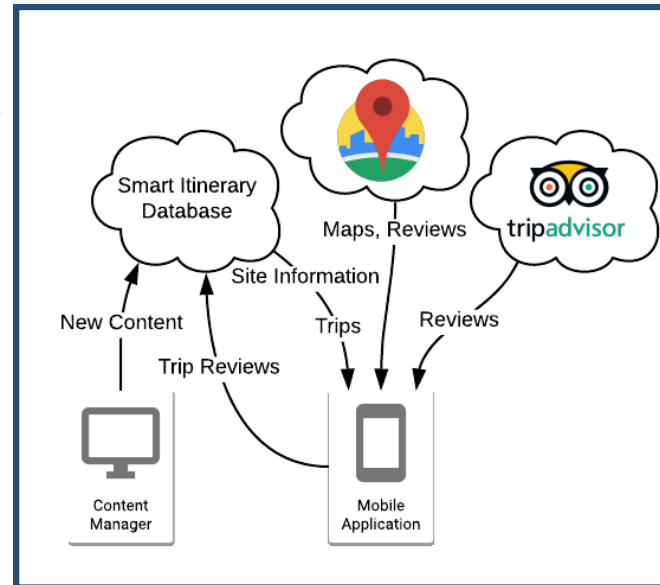 Smart Itinerary
Database
tripadvisor
Maps, Reviews
Site Information
New Content
Trips
Reviews
Trip Reviews
Content
Manager
Mobile
Application